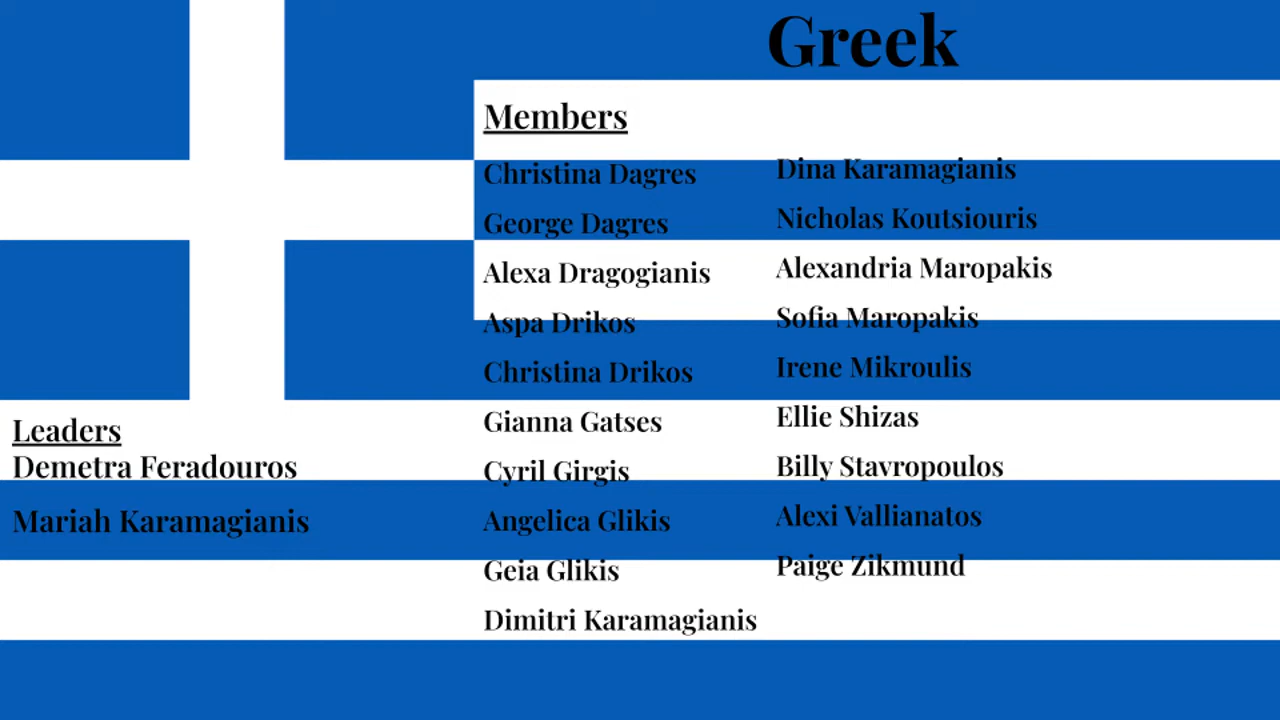 Greek
Leaders
Demetra Feradouros
Mariah Karamagianis
Members
Christina Dagres
George Dagres
Alexa Dragogianis
Aspa Drikos
Christina Drikos
Gianna Gatses
Cyril Girgis
Angelica Glikis
Geia Glikis
Dimitri Karamagianis
Dina Karamagianis
Nicholas Koutsiouris
Alexandria Maropakis
Sofia Maropakis
Irene Mikroulis
Ellie Shizas
Billy Stavropoulos
Alexi Vallianatos
Paige Zikmund